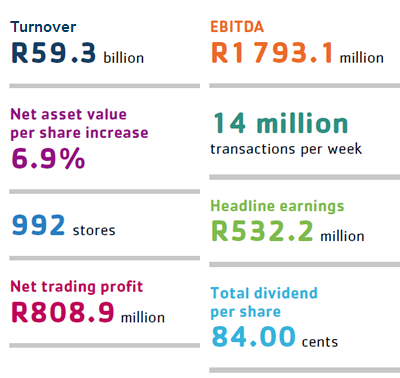 Turnover
R59.3 billion
Net asset value
per share increase
6.9%
992 stores
Net trading profit
R808.9 million
EBITDA
R1 793.1 million
14 million
transactions per week
Headline earnings
R532.2 million
Total dividend
per share
84.00 cents